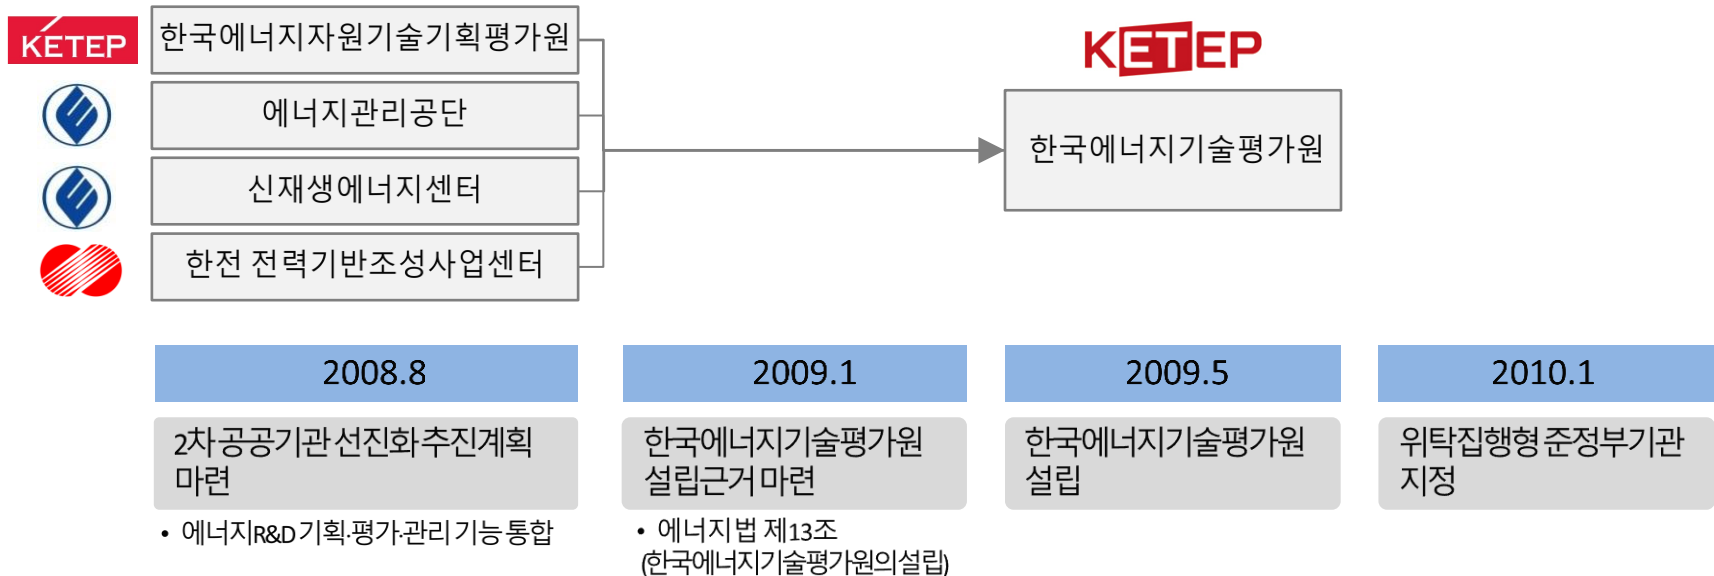 KETEP
한국에너지자원기술기획평가원
에너지관리공단
신재생에너지센터
한전 전력기반조성사업센터
KETEP
한국에너지기술평가원
2008.8
2차 공공기관 선진화 추진계획
마련
• 에너지R&D 기획·평가·관리 기능 통합
2009.1
한국에너지기술평가원
설립근거 마련
• 에너지법 제13조
(한국에너지기술평가원의 설립)
2009.5
한국에너지기술평가원
설립
2010.1
위탁집행형 준정부기관
지정